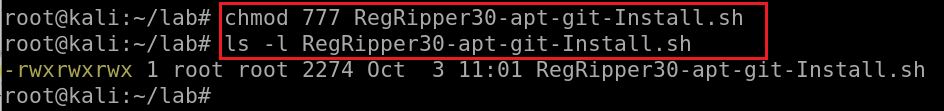 root@kali:~/lab# chmod 777 RegRipper30-apt-git-Install.sh
root@kali:~/lab# ls -l RegRipper30-apt-git-Install.sh
-rwxrwxrwx 1 root root 2274 Oct  3 11:01 RegRipper30-apt-git-Install.sh
root@kali:~/lab#